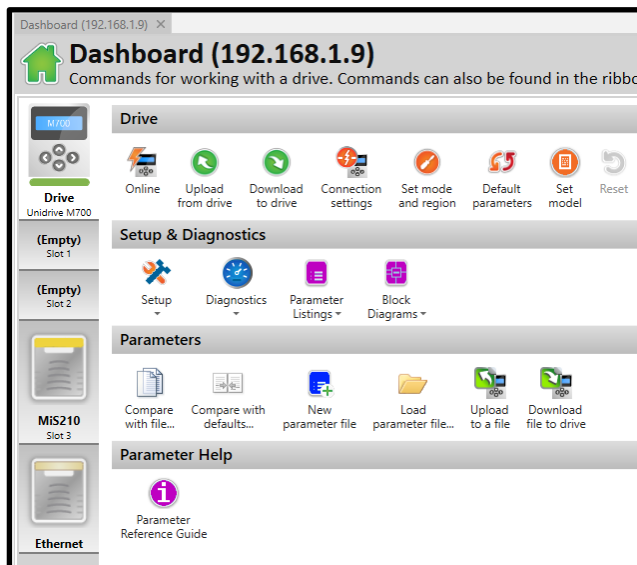 Dashboard (192.168.1.9) ×
Dashboard (192.168.1.9)
Commands for working with a drive. Commands can also be found in the
M700
Drive
Unidrive M700
(Empty)
Slot 1
(Empty)
Slot 2
MiS210
Slot 3
Ethernet
Drive
Online
Upload
from drive
Download
to drive
Connection
settings
Set mode
and region
Default
parameters
Set
model
Reset
Setup & Diagnostics
Setup
Diagnostics
Parameter
Listings
Block
Diagrams
Parameters
Compare
with file...
Compare with
defaults...
New
parameter file
Load
parameter file...
Upload
to a file
Download
file to drive
Parameter Help
Parameter
Reference Guide